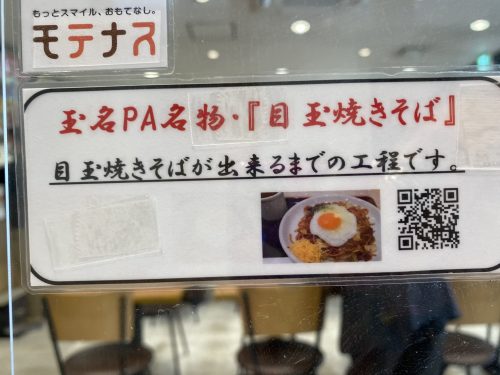 もっとスマイル、おもてなし。
モテナス
玉名PA名物・『目玉焼きそば』
目玉焼きそばが出来るまでの工程です。